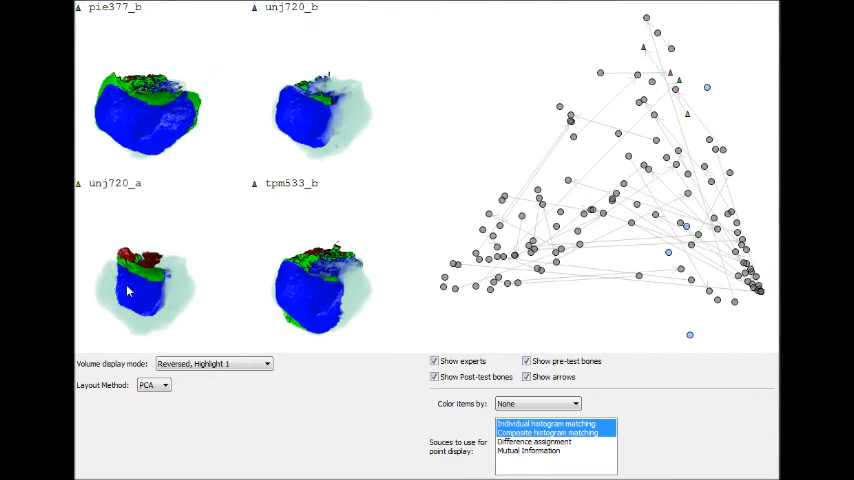 pie377_b
unj720_b
unj720_a
tpm533_b
Volume display mode: Reversed, Highlight 1
Layout Method: PCA
Show experts
Show pre-test bones
Show Post-test bones
Show arrows
Color items by: None
Souces to use for
point display:
Individual histogram matching
Composite histogram matching
Difference assignment
Mutual Information